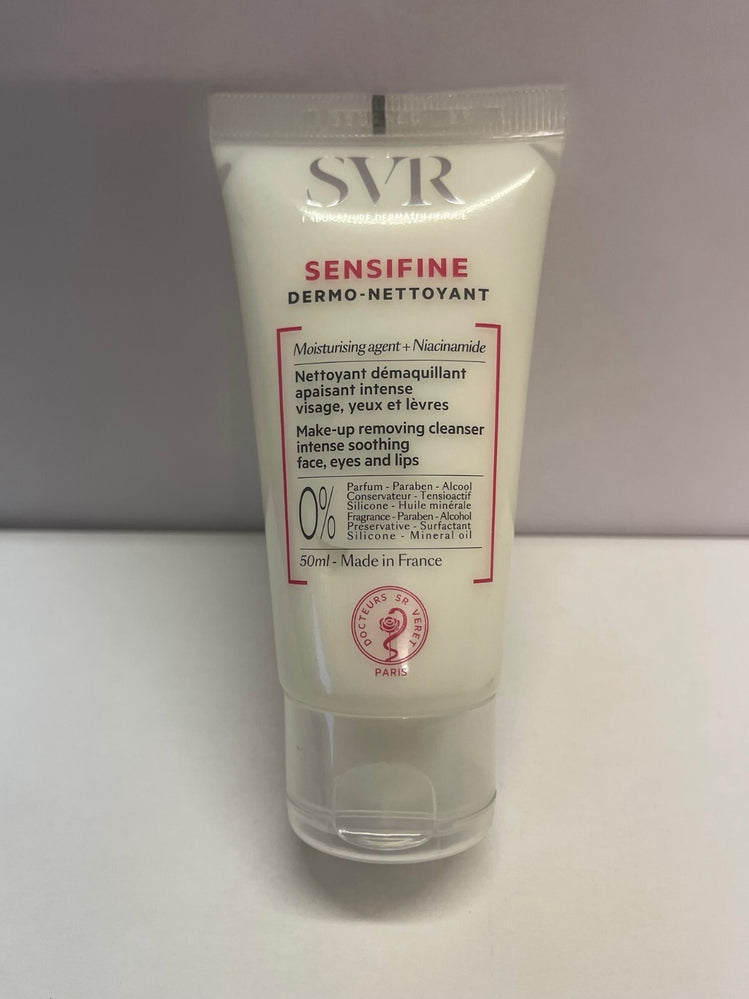 SVR
LABORATOIRE DERMATOLOGIQUE
SENSIFINE
DERMO-NETTOYANT
Moisturising agent + Niacinamide
Nettoyant démaquillant
apaisant intense
visage, yeux et lèvres
Make-up removing cleanser
intense soothing
face, eyes and lips
0%
Parfum - Paraben - Alcool
Conservateur - Tensioactif
Silicone - Huile minérale
Fragrance - Paraben - Alcohol
Preservative - Surfactant
Silicone - Mineral oil
50ml - Made in France
DOCTEURS SR VERET
PARIS